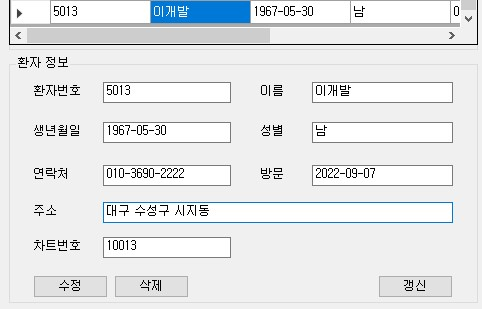 5013 이개발 1967-05-30 남 0
환자 정보
환자번호 5013 이름 이개발
생년월일 1967-05-30 성별 남
연락처 010-3690-2222 방문 2022-09-07
주소 대구 수성구 시지동
차트번호 10013
수정 삭제 갱신